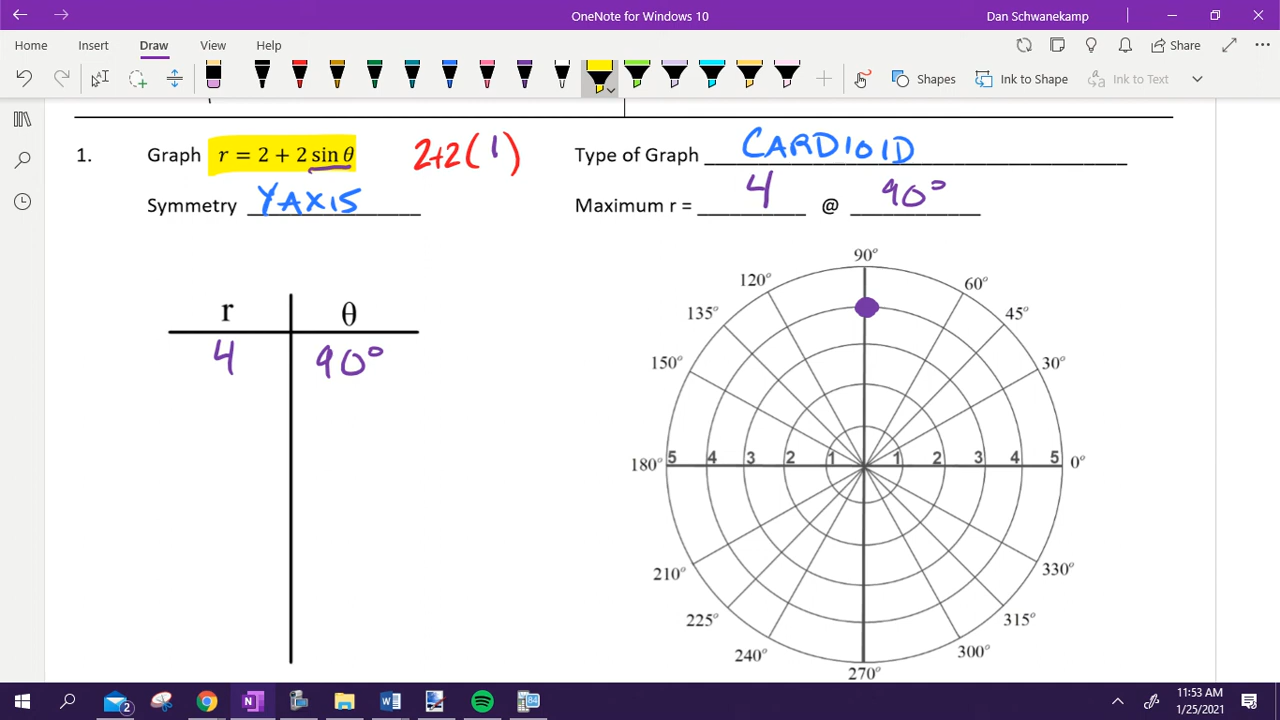 OneNote for Windows 10
Dan Schwanekamp
Home Insert Draw View Help
Share
Shapes
Ink to Shape
Ink to Text
1. Graph r = 2 + 2 sin θ 2+2(1) Type of Graph CARDIOID
Symmetry Y AXIS Maximum r = 4 @ 90°
r θ
4 90°
90°
120° 60°
135° 45°
150° 30°
180° 5 4 3 2 1 1 2 3 4 5 0°
210° 330°
225° 315°
240° 300°
270°
2
84
11:53 AM
1/25/2021